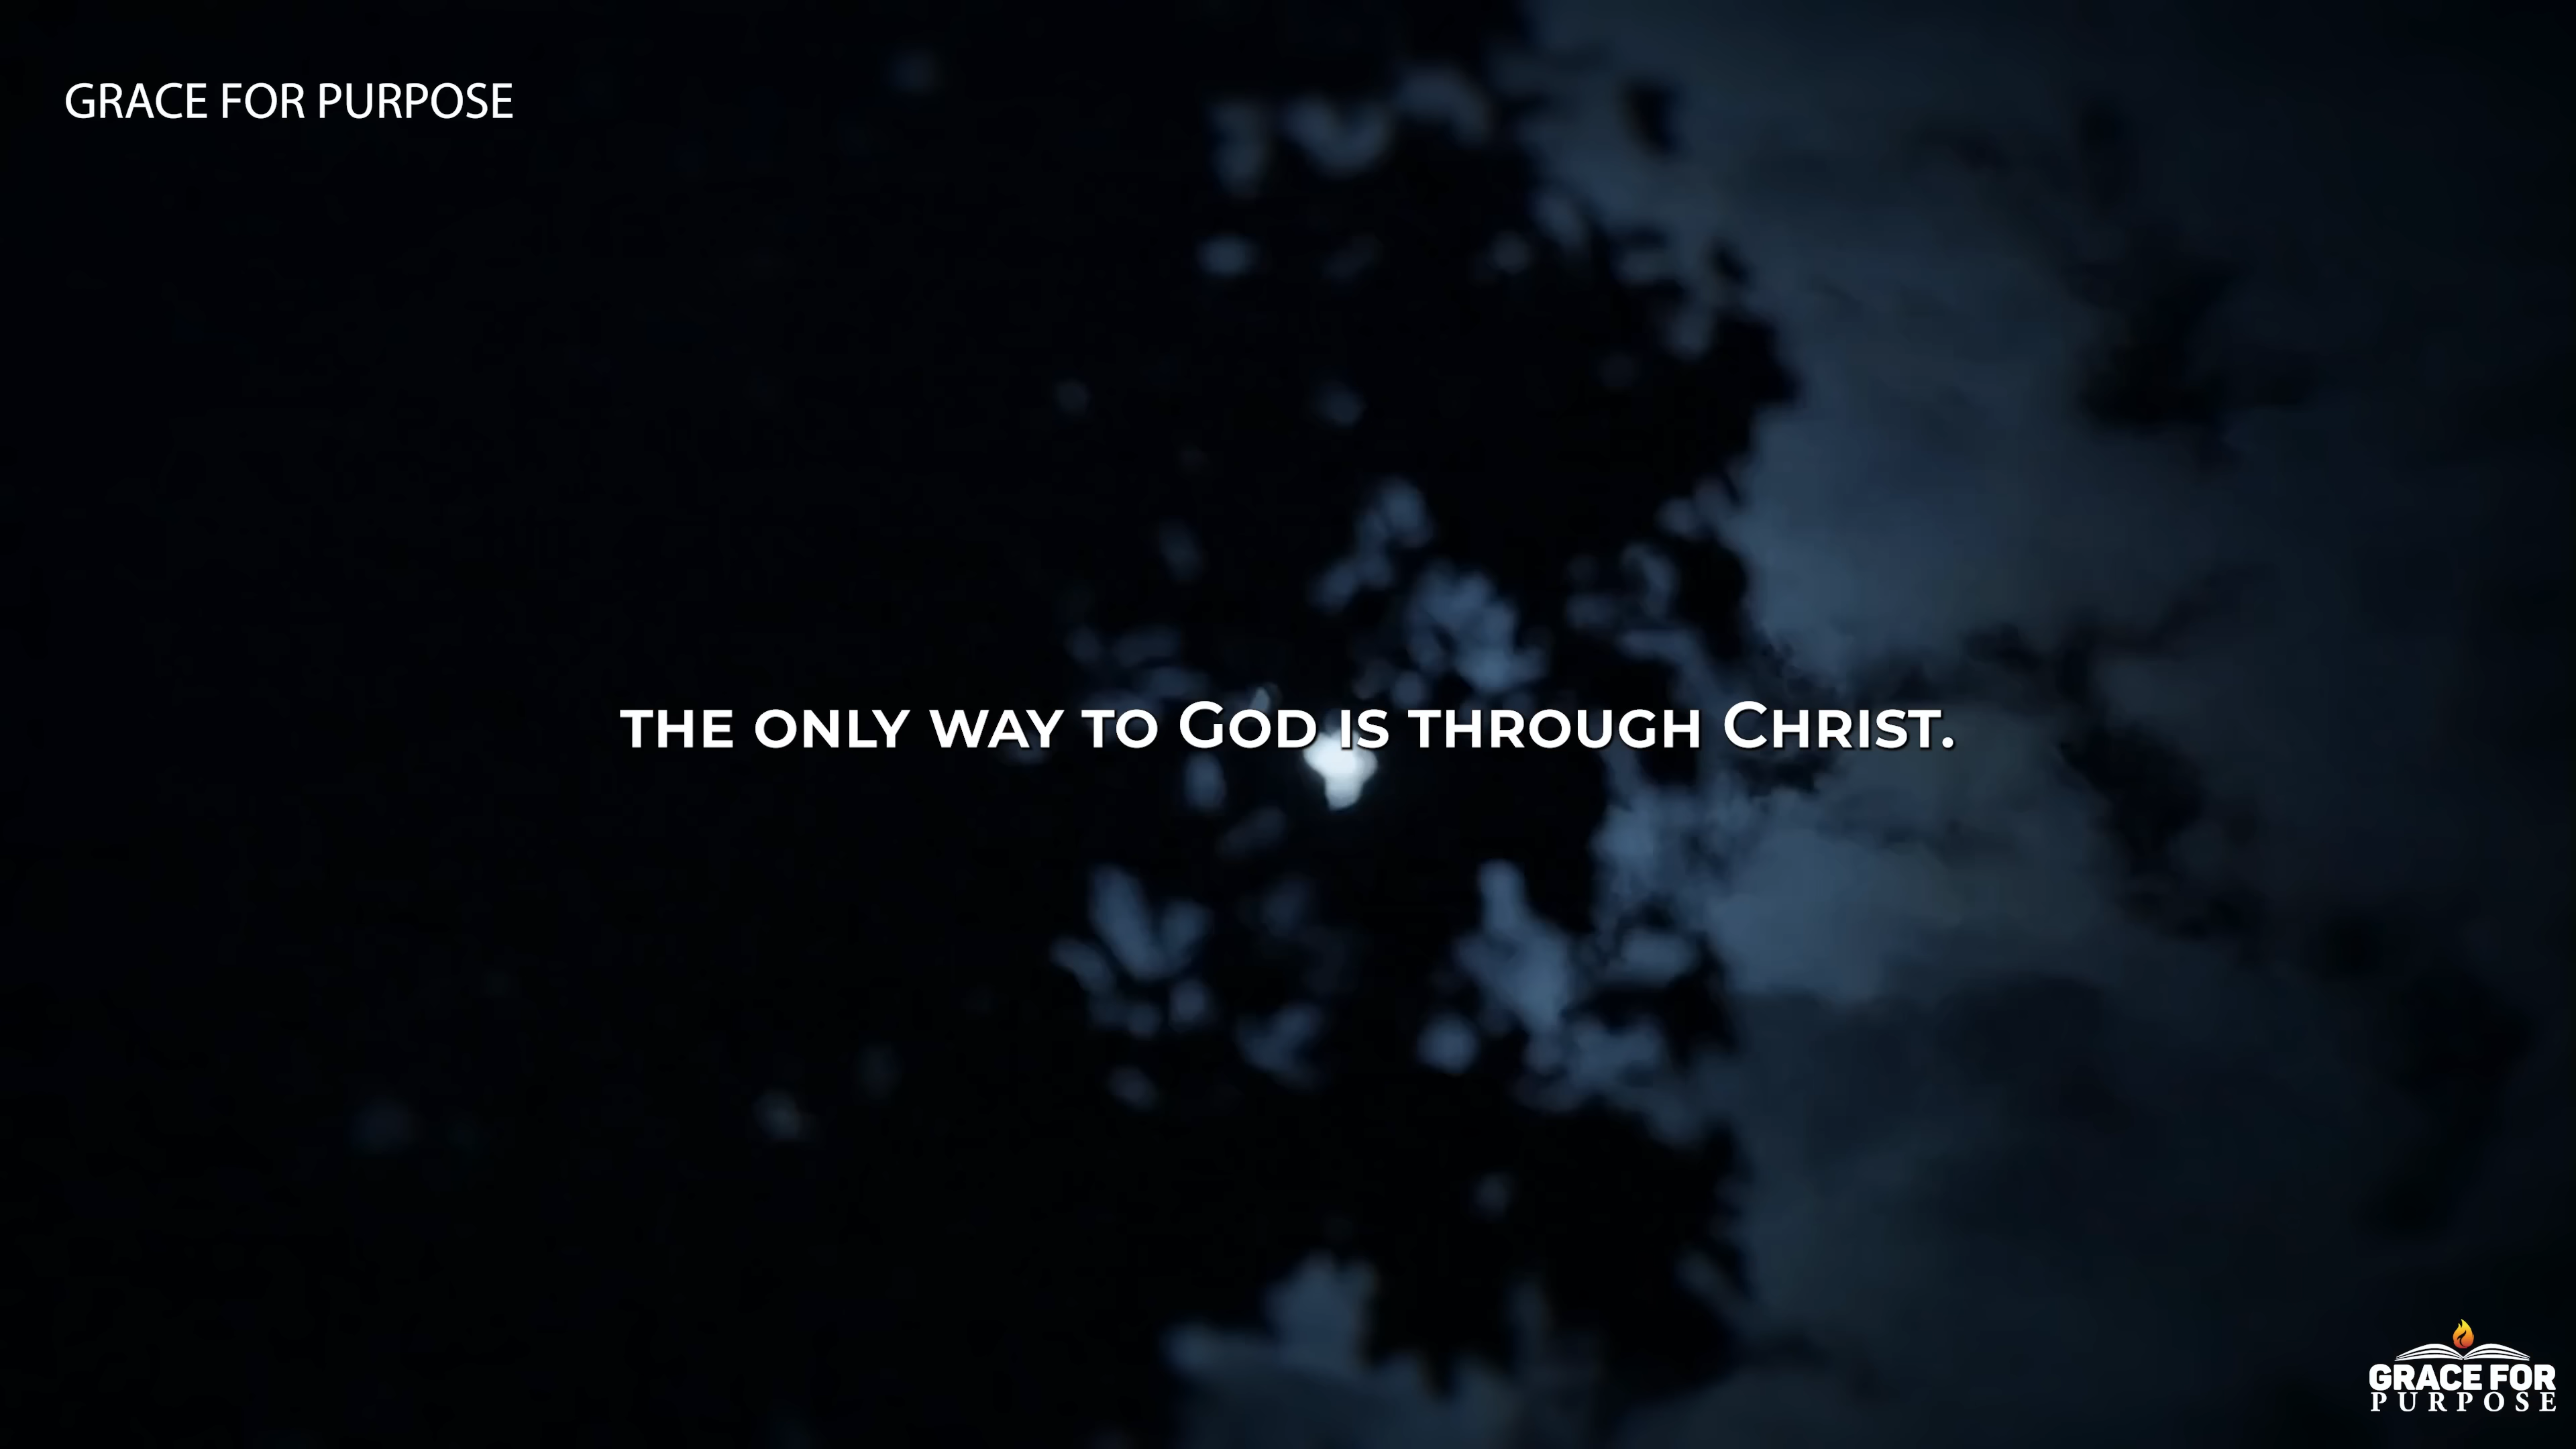 GRACE FOR PURPOSE
THE ONLY WAY TO GOD IS THROUGH CHRIST.
GRACE FOR
PURPOSE